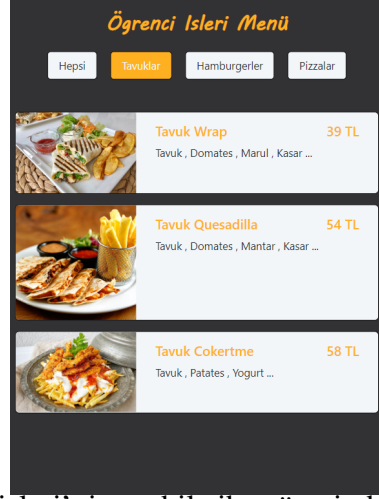 Ögrenci Isleri Menü
Hepsi
Tavuklar
Hamburgerler
Pizzalar
Tavuk Wrap
39 TL
Tavuk , Domates , Marul , Kasar ...
Tavuk Quesadilla
54 TL
Tavuk , Domates , Mantar , Kasar ...
Tavuk Cokertme
58 TL
Tavuk , Patates , Yogurt ...